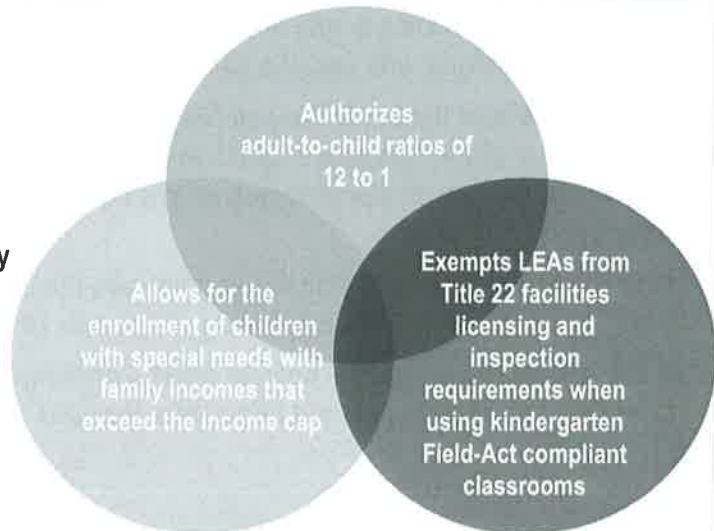 Authorizes
adult-to-child ratios of
12 to 1
y
Allows for the
enrollment of children
with special needs with
family incomes that
exceed the income cap
Exempts LEAs from
Title 22 facilities
licensing and
inspection
requirements when
using kindergarten
Field-Act compliant
classrooms